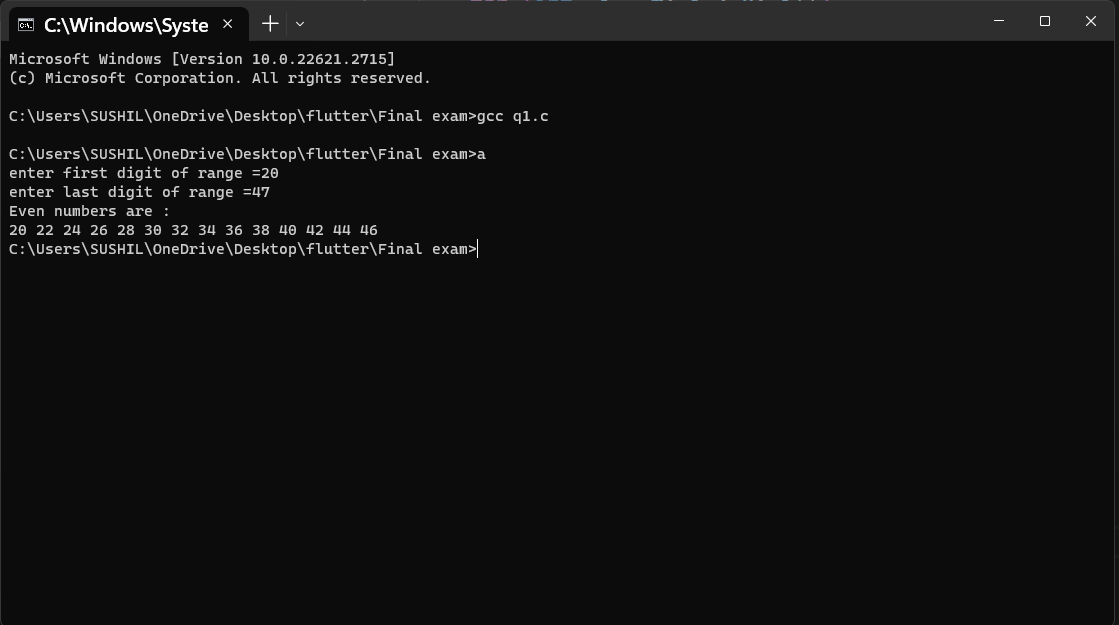 C:\Windows\Syste
Microsoft Windows [Version 10.0.22621.2715]
(c) Microsoft Corporation. All rights reserved.
C:\Users\SUSHIL\OneDrive\Desktop\flutter\Final exam>gcc q1.c
C:\Users\SUSHIL\OneDrive\Desktop\flutter\Final exam>a
enter first digit of range =20
enter last digit of range =47
Even numbers are :
20 22 24 26 28 30 32 34 36 38 40 42 44 46
C:\Users\SUSHIL\OneDrive\Desktop\flutter\Final exam>